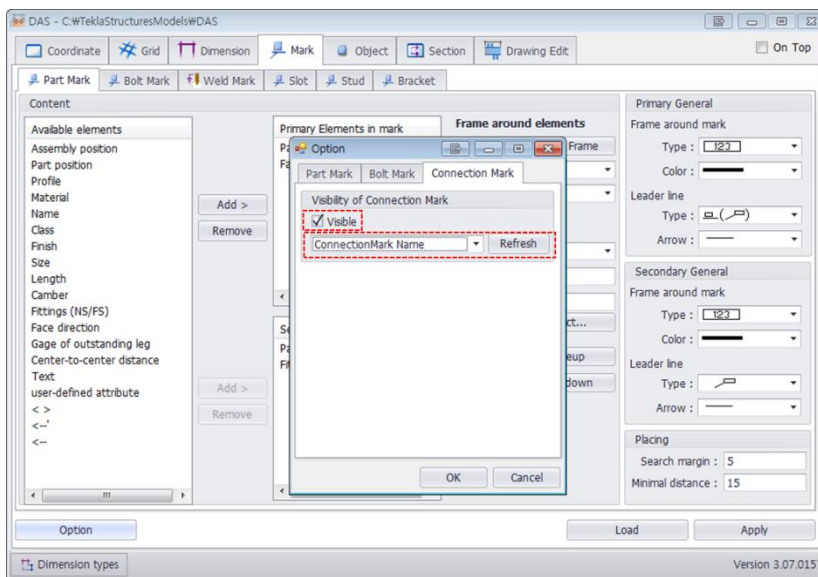 DAS - C:₩TeklaStructuresModels₩DAS
Coordinate Grid Dimension Mark Object Section Drawing Edit On Top
Part Mark Bolt Mark Weld Mark Slot Stud Bracket
Content
Available elements
Assembly position
Part position
Profile
Material
Name
Class
Finish
Size
Length
Camber
Fittings (NS/FS)
Face direction
Gage of outstanding leg
Center-to-center distance
Text
user-defined attribute
< >
<--'
<--
Add >
Remove
Add >
Remove
Primary Elements in mark
Frame around elements
Frame
Option
Part Mark Bolt Mark Connection Mark
Visibility of Connection Mark
Visible
ConnectionMark Name Refresh
OK Cancel
Primary General
Frame around mark
Type : 123
Color :
Leader line
Type :
Arrow :
Secondary General
Frame around mark
Type : 123
Color :
Leader line
Type :
Arrow :
Placing
Search margin : 5
Minimal distance : 15
Option Load Apply
Dimension types Version 3.07.015